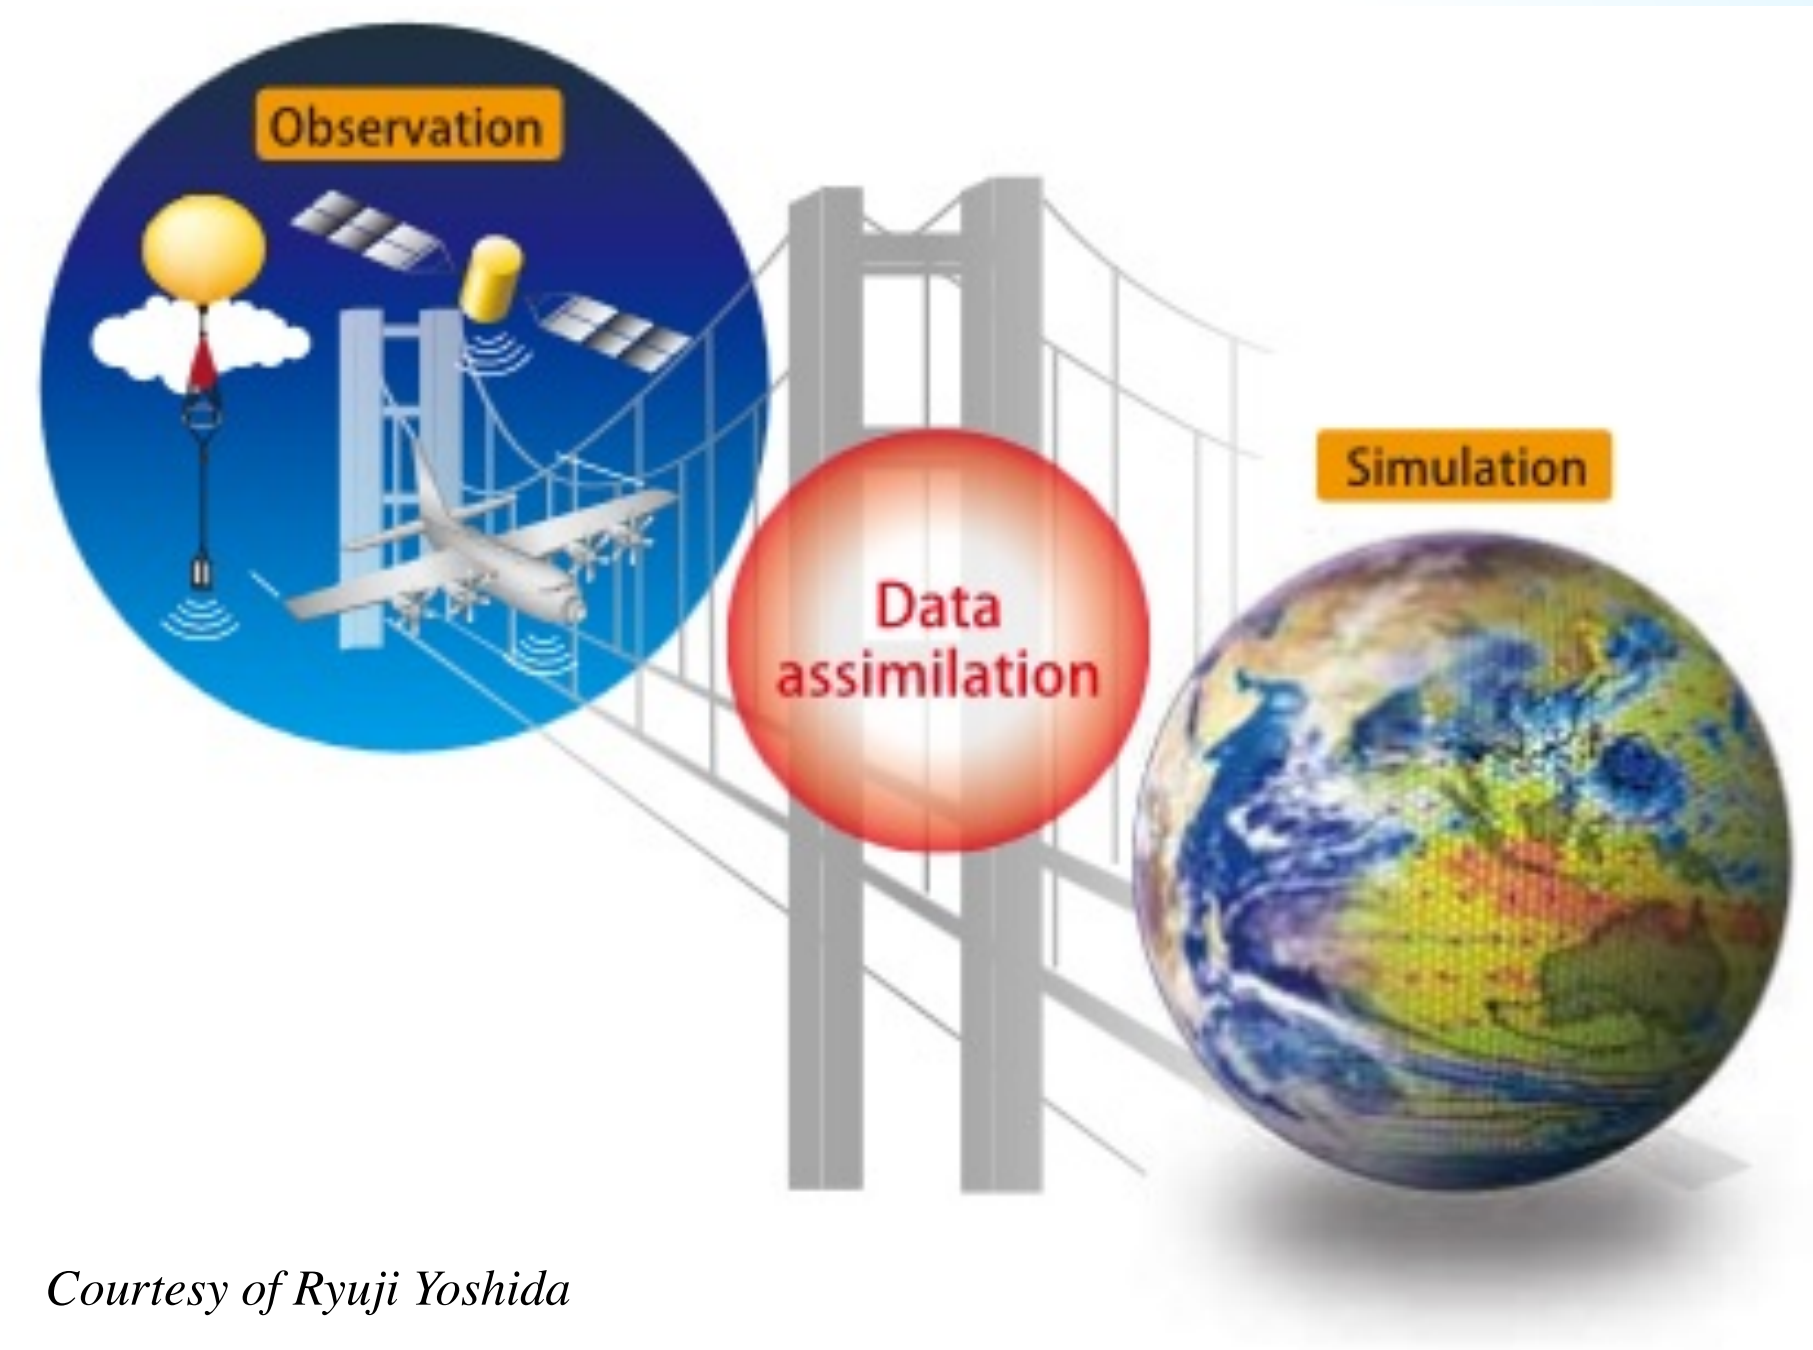 Observation
Simulation
Data
assimilation
Courtesy of Ryuji Yoshida